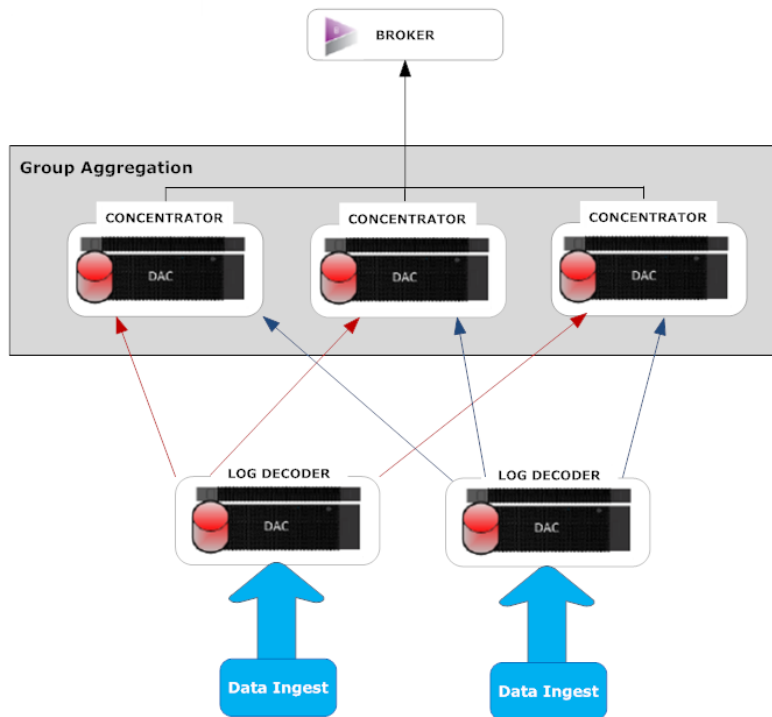 BROKER
Group Aggregation
CONCENTRATOR
CONCENTRATOR
CONCENTRATOR
DAC
DAC
DAC
LOG DECODER
LOG DECODER
DAC
DAC
Data Ingest
Data Ingest